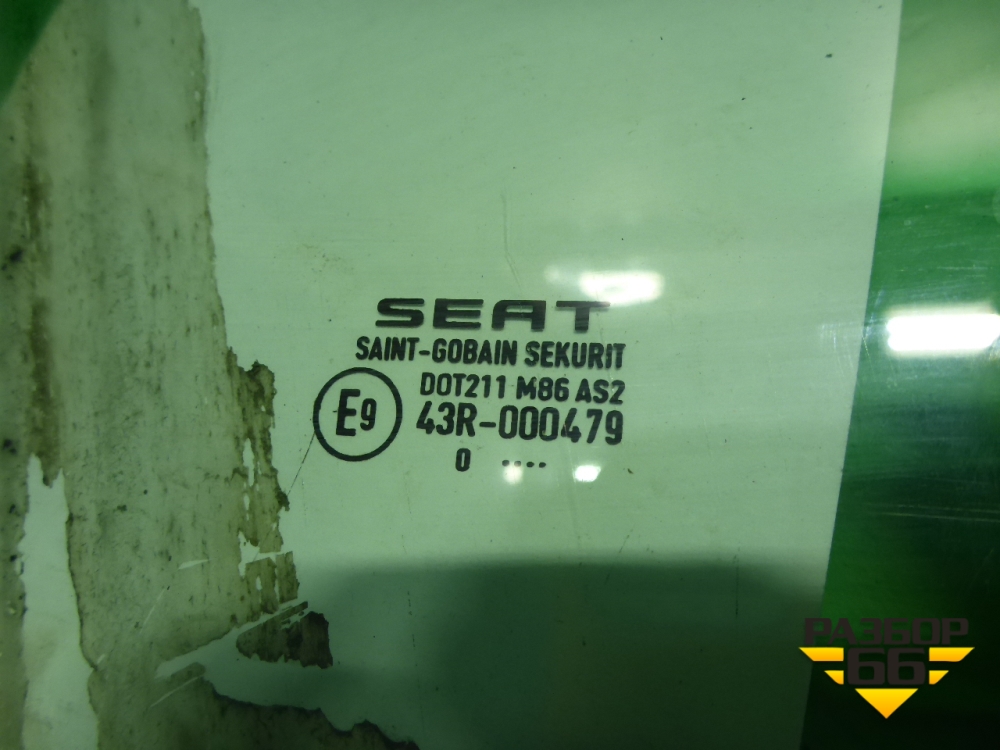 SEAT
SAINT-GOBAIN SEKURIT
DOT211 M86 AS2
E9 43R-000479
0 ....
РАЗБОР
66